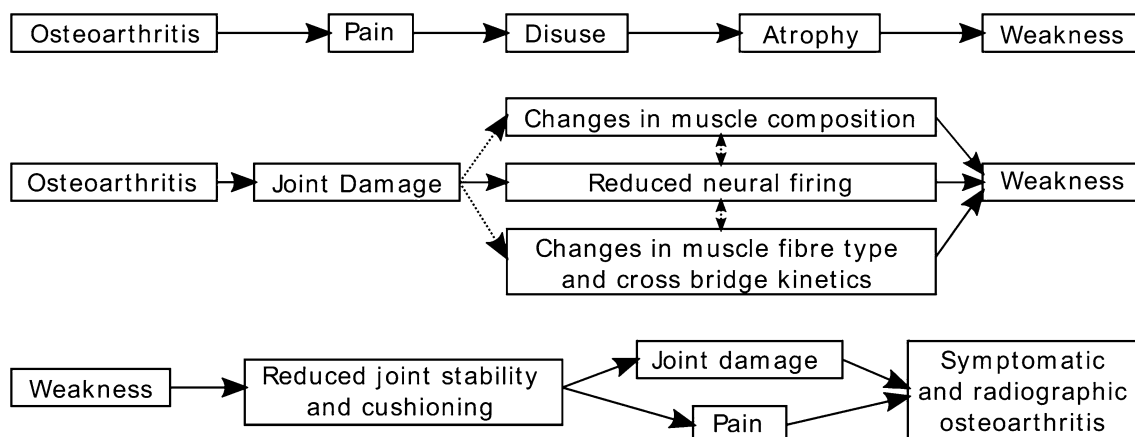 Osteoarthritis
Pain
Disuse
Atrophy
Weakness
Changes in muscle composition
Osteoarthritis
Joint Damage
Reduced neural firing
Weakness
Changes in muscle fibre type
and cross bridge kinetics
Weakness
Reduced joint stability
and cushioning
Joint damage
Pain
Symptomatic
and radiographic
osteoarthritis